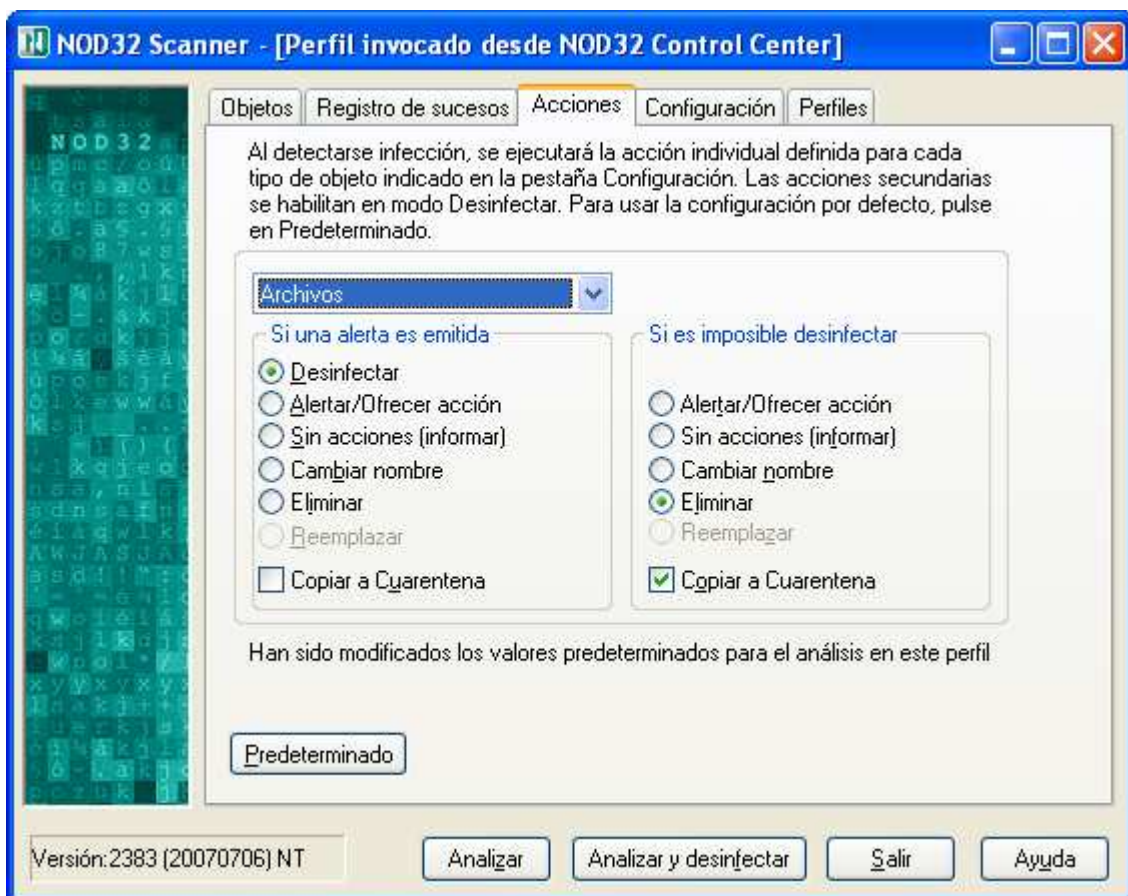 NOD32 Scanner - [Perfil invocado desde NOD32 Control Center]
NOD32
Objetos
Registro de sucesos
Acciones
Configuración
Perfiles
Al detectarse infección, se ejecutará la acción individual definida para cada
tipo de objeto indicado en la pestaña Configuración. Las acciones secundarias
se habilitan en modo Desinfectar. Para usar la configuración por defecto, pulse
en Predeterminado.
Archivos
Si una alerta es emitida
Desinfectar
Alertar/Ofrecer acción
Sin acciones (informar)
Cambiar nombre
Eliminar
Reemplazar
Copiar a Cuarentena
Si es imposible desinfectar
Alertar/Ofrecer acción
Sin acciones (informar)
Cambiar nombre
Eliminar
Reemplazar
Copiar a Cuarentena
Han sido modificados los valores predeterminados para el análisis en este perfil
Predeterminado
Versión:2383 (20070706) NT
Analizar
Analizar y desinfectar
Salir
Ayuda